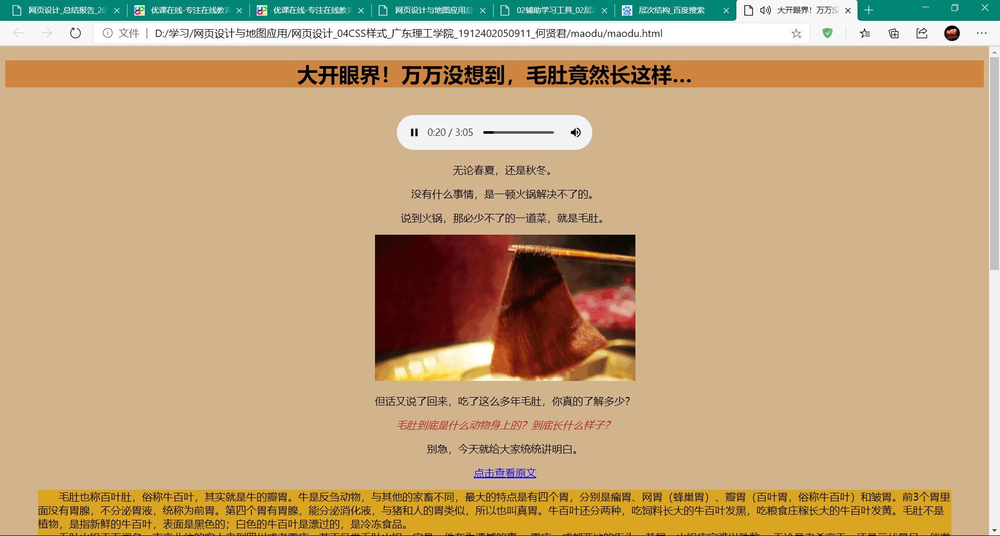 网页设计_总结报告_20
优课在线-专注在线教育
优课在线-专注在线教育
网页设计与地图应用总
02辅助学习工具_02层次
层次结构_百度搜索
大开眼界！万万没
文件 | D:/学习/网页设计与地图应用/网页设计_04CSS样式_广东理工学院_1912402050911_何贤君/maodu/maodu.html
大开眼界！万万没想到，毛肚竟然长这样...
0:20 / 3:05
无论春夏，还是秋冬。
没有什么事情，是一顿火锅解决不了的。
说到火锅，那必少不了的一道菜，就是毛肚。
但话又说了回来，吃了这么多年毛肚，你真的了解多少？
毛肚到底是什么动物身上的？到底长什么样子？
别急，今天就给大家统统讲明白。
点击查看原文
毛肚也称百叶肚，俗称牛百叶，其实就是牛的瓣胃。牛是反刍动物，与其他的家畜不同，最大的特点是有四个胃，分别是瘤胃、网胃（蜂巢胃）、瓣胃（百叶胃，俗称牛百叶）和皱胃。前3个胃里
面没有胃腺，不分泌胃液，统称为前胃。第四个胃有胃腺，能分泌消化液，与猪和人的胃类似，所以也叫真胃。牛百叶还分两种，吃饲料长大的牛百叶发黑，吃粮食庄稼长大的牛百叶发黄。毛肚不是
植物，是指新鲜的牛百叶，表面是黑色的；白色的牛百叶是漂过的，是冷冻食品。